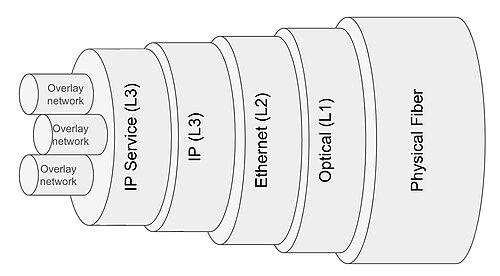 Overlay
network
Overlay
network
Overlay
network
IP Service (L3)
IP (L3)
Ethernet (L2)
Optical (L1)
Physical Fiber